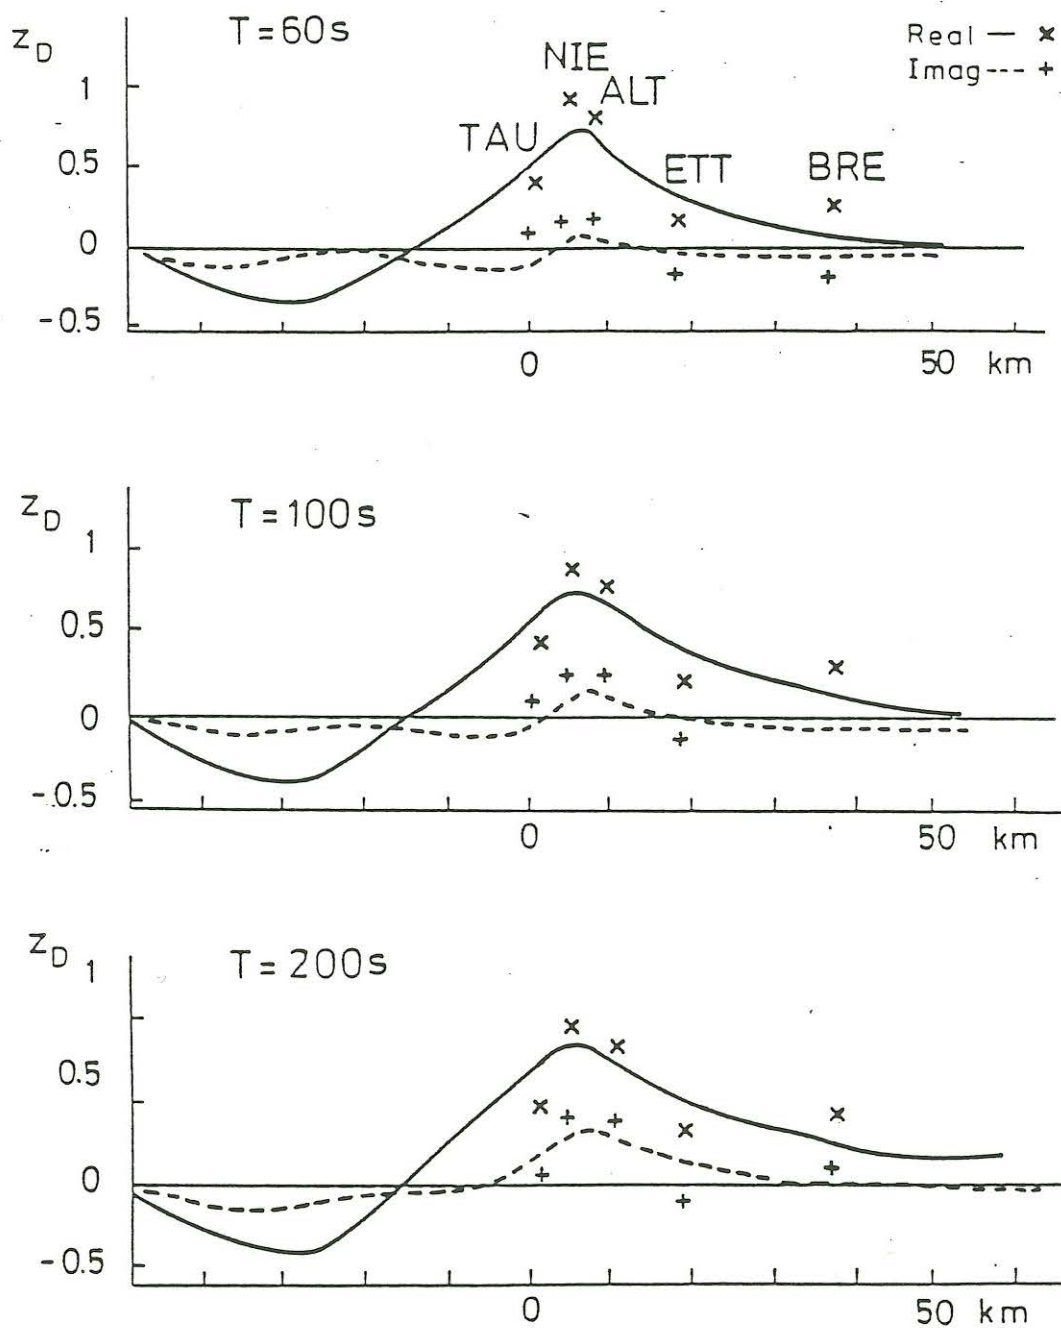 z_D T=60s Real — ×
Imag --- +
NIE
1 ALT
TAU
0.5 ETT BRE
0
-0.5
0 50 km
z_D T=100s
1
0.5
0
-0.5
0 50 km
z_D 1 T=200s
0.5
0
-0.5
0 50 km